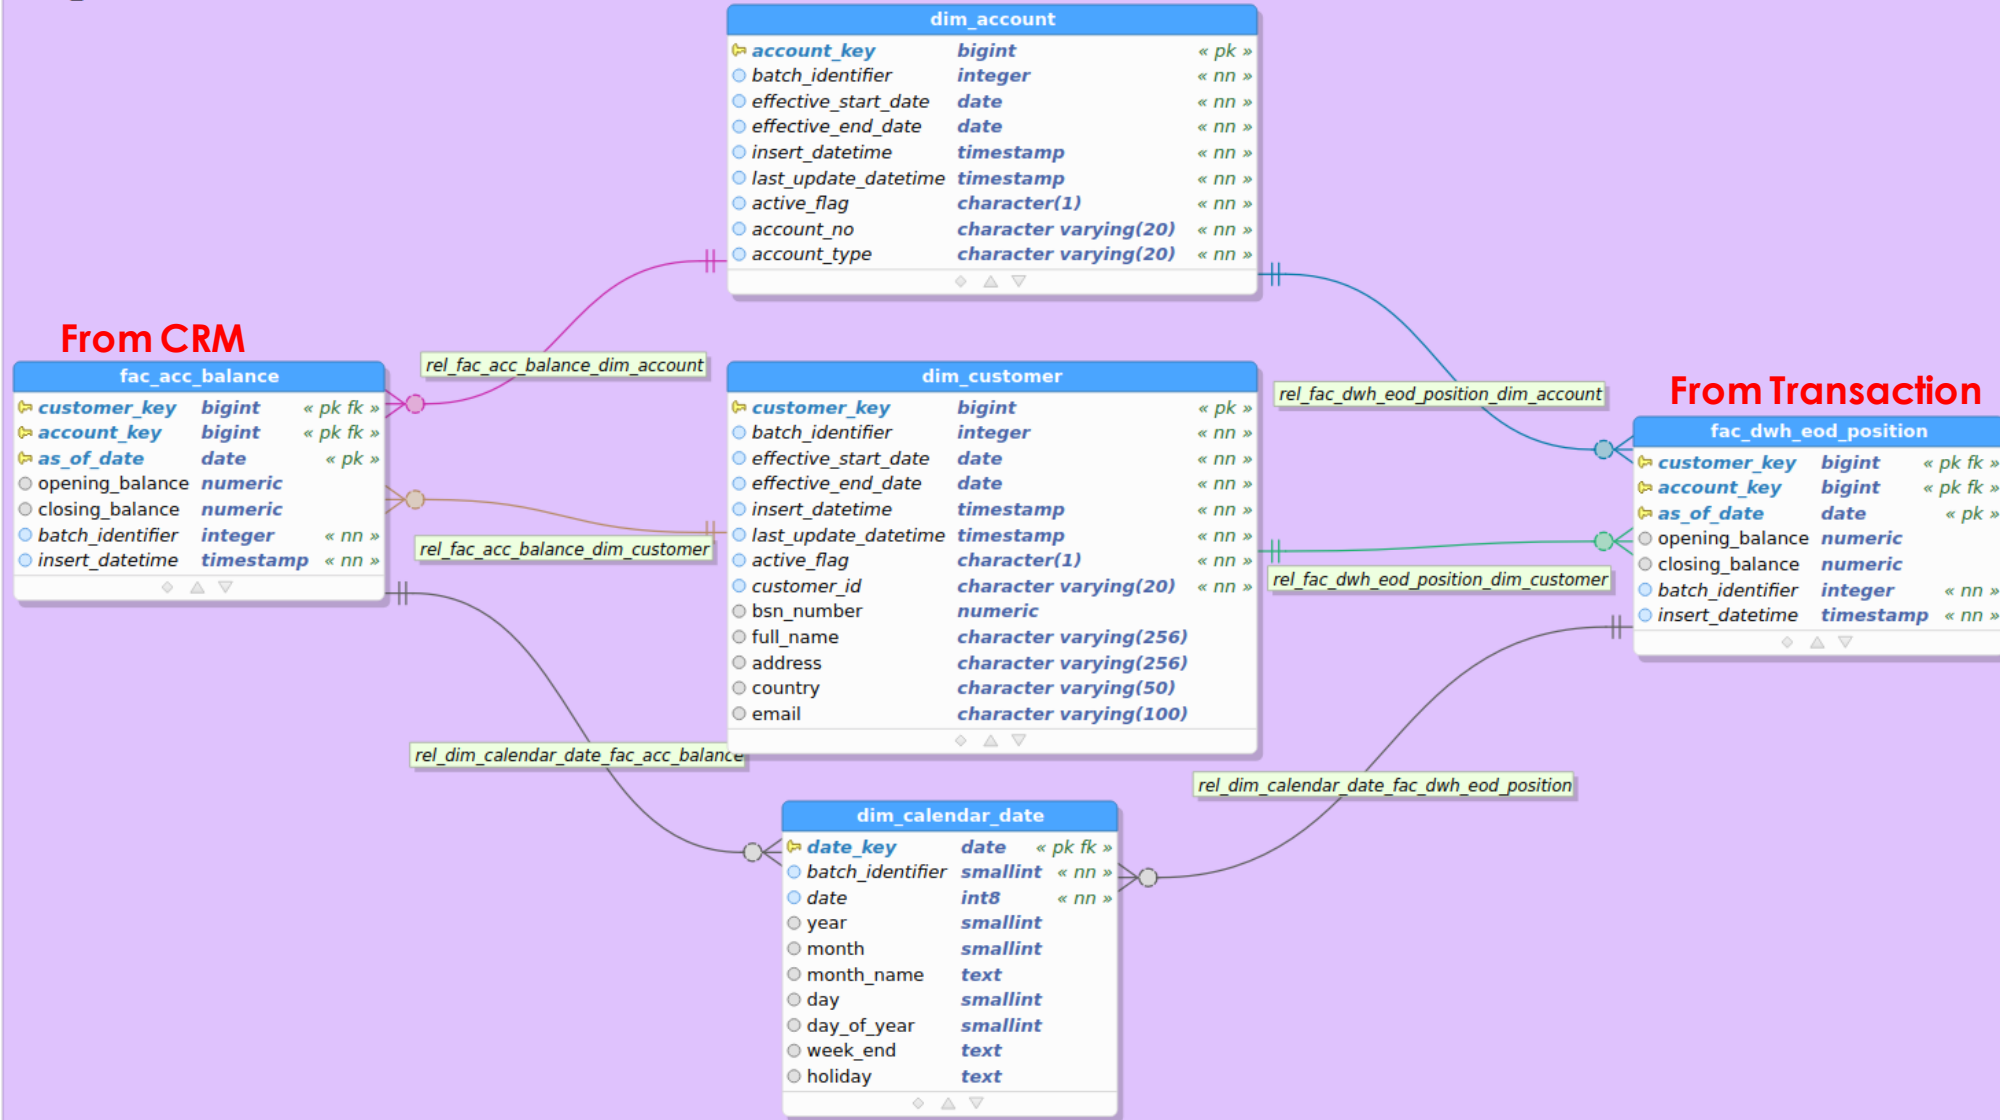 dim_account
account_key bigint « pk »
batch_identifier integer « nn »
effective_start_date date « nn »
effective_end_date date « nn »
insert_datetime timestamp « nn »
last_update_datetime timestamp « nn »
active_flag character(1) « nn »
account_no character varying(20) « nn »
account_type character varying(20) « nn »
From CRM
fac_acc_balance
customer_key bigint « pk fk »
account_key bigint « pk fk »
as_of_date date « pk »
opening_balance numeric
closing_balance numeric
batch_identifier integer « nn »
insert_datetime timestamp « nn »
rel_fac_acc_balance_dim_account
rel_fac_acc_balance_dim_customer
rel_dim_calendar_date_fac_acc_balance
dim_customer
customer_key bigint « pk »
batch_identifier integer « nn »
effective_start_date date « nn »
effective_end_date date « nn »
insert_datetime timestamp « nn »
last_update_datetime timestamp « nn »
active_flag character(1) « nn »
customer_id character varying(20) « nn »
bsn_number numeric
full_name character varying(256)
address character varying(256)
country character varying(50)
email character varying(100)
rel_fac_dwh_eod_position_dim_account
rel_fac_dwh_eod_position_dim_customer
rel_dim_calendar_date_fac_dwh_eod_position
From Transaction
fac_dwh_eod_position
customer_key bigint « pk fk »
account_key bigint « pk fk »
as_of_date date « pk »
opening_balance numeric
closing_balance numeric
batch_identifier integer « nn »
insert_datetime timestamp « nn »
dim_calendar_date
date_key date « pk fk »
batch_identifier smallint « nn »
date int8 « nn »
year smallint
month smallint
month_name text
day smallint
day_of_year smallint
week_end text
holiday text